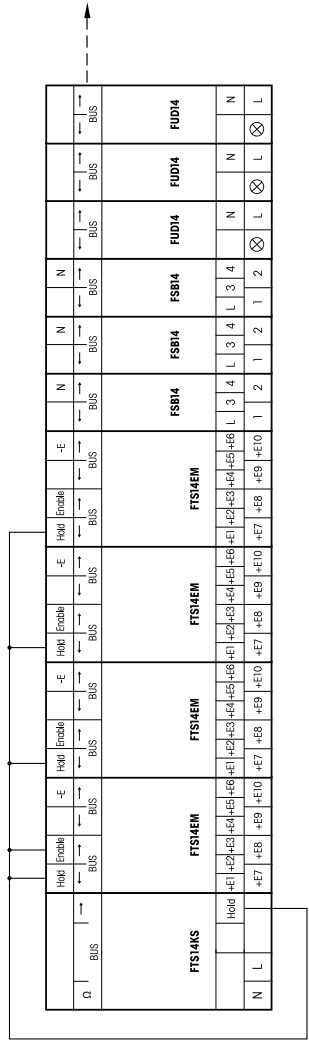 Hold Enable -E Hold Enable -E Hold Enable -E Hold Enable -E N N N
Ω → ← → ← → ← → ← → ← → ← → ← → ← → ← → ← → ← → ← → ← → ← →
BUS BUS BUS BUS BUS BUS BUS BUS BUS BUS BUS BUS BUS BUS BUS
FTS14KS FTS14EM FTS14EM FTS14EM FTS14EM FSB14 FSB14 FSB14 FUD14 FUD14 FUD14
Hold +E1 +E2 +E3 +E4 +E5 +E6 +E1 +E2 +E3 +E4 +E5 +E6 +E1 +E2 +E3 +E4 +E5 +E6 +E1 +E2 +E3 +E4 +E5 +E6 L 3 4 L 3 4 L 3 4 N N N
N L +E7 +E8 +E9 +E10 +E7 +E8 +E9 +E10 +E7 +E8 +E9 +E10 +E7 +E8 +E9 +E10 1 2 1 2 1 2 L L L